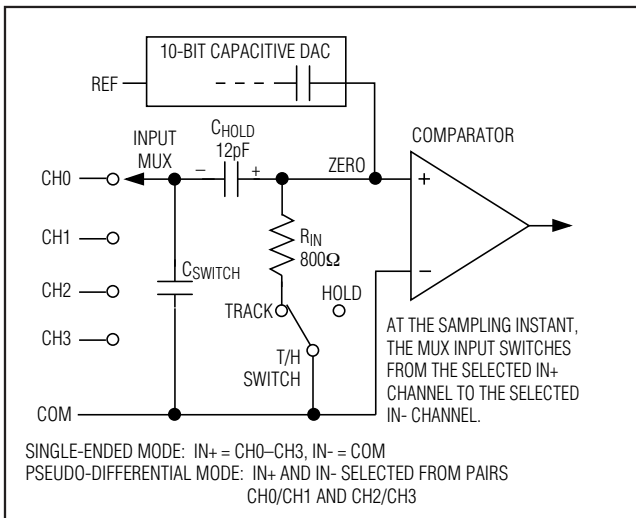 10-BIT CAPACITIVE DAC
REF
CHOLD
12pF
COMPARATOR
INPUT
MUX
− +
ZERO
CH0
+
RIN
800Ω
CH1
CSWITCH
−
CH2
HOLD
TRACK
CH3
T/H
SWITCH
AT THE SAMPLING INSTANT,
THE MUX INPUT SWITCHES
FROM THE SELECTED IN+
CHANNEL TO THE SELECTED
IN- CHANNEL.
COM
SINGLE-ENDED MODE: IN+ = CH0–CH3, IN- = COM
PSEUDO-DIFFERENTIAL MODE: IN+ AND IN- SELECTED FROM PAIRS
CH0/CH1 AND CH2/CH3